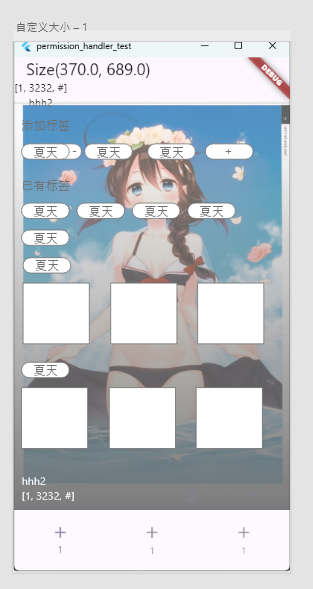 自定义大小 – 1
permission_handler_test
Size(370.0, 689.0)
DEBUG
[1, 3232, #]
hhh2
添加标签
夏天 - 夏天 夏天 +
已有标签
夏天 夏天 夏天 夏天
夏天
夏天
夏天
hhh2
[1, 3232, #]
+ + +
1 1 1